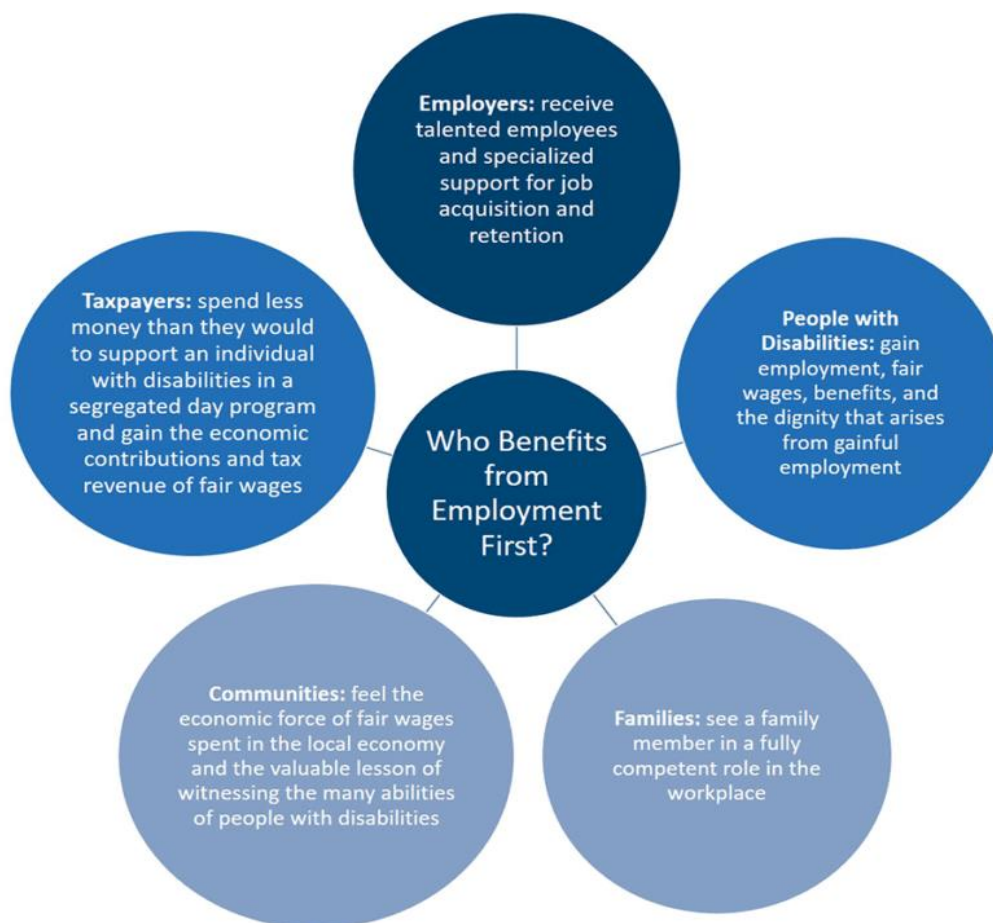 Employers: receive
talented employees
and specialized
support for job
acquisition and
retention
Taxpayers: spend less
money than they would
to support an individual
with disabilities in a
segregated day program
and gain the economic
contributions and tax
revenue of fair wages
People with
Disabilities: gain
employment, fair
wages, benefits, and
the dignity that arises
from gainful
employment
Who Benefits
from
Employment
First?
Communities: feel the
economic force of fair wages
spent in the local economy
and the valuable lesson of
witnessing the many abilities
of people with disabilities
Families: see a family
member in a fully
competent role in the
workplace